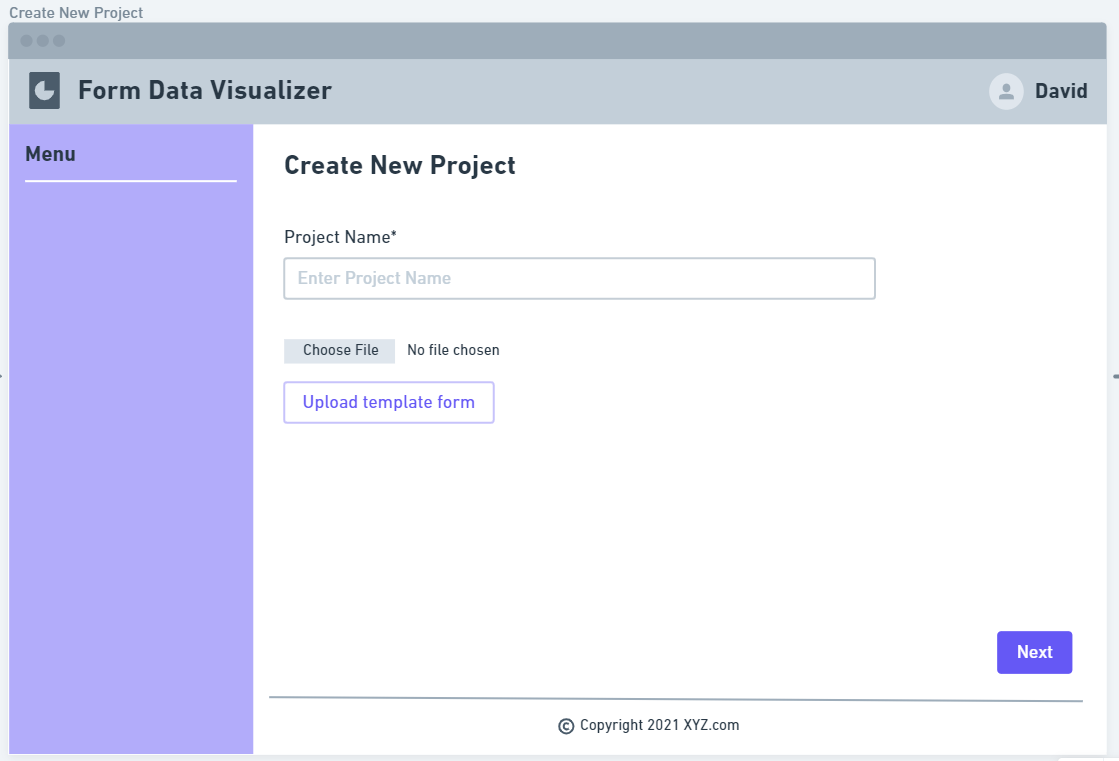 Create New Project
Form Data Visualizer
David
Menu
Create New Project
Project Name*
Enter Project Name
Choose File No file chosen
Upload template form
Next
© Copyright 2021 XYZ.com